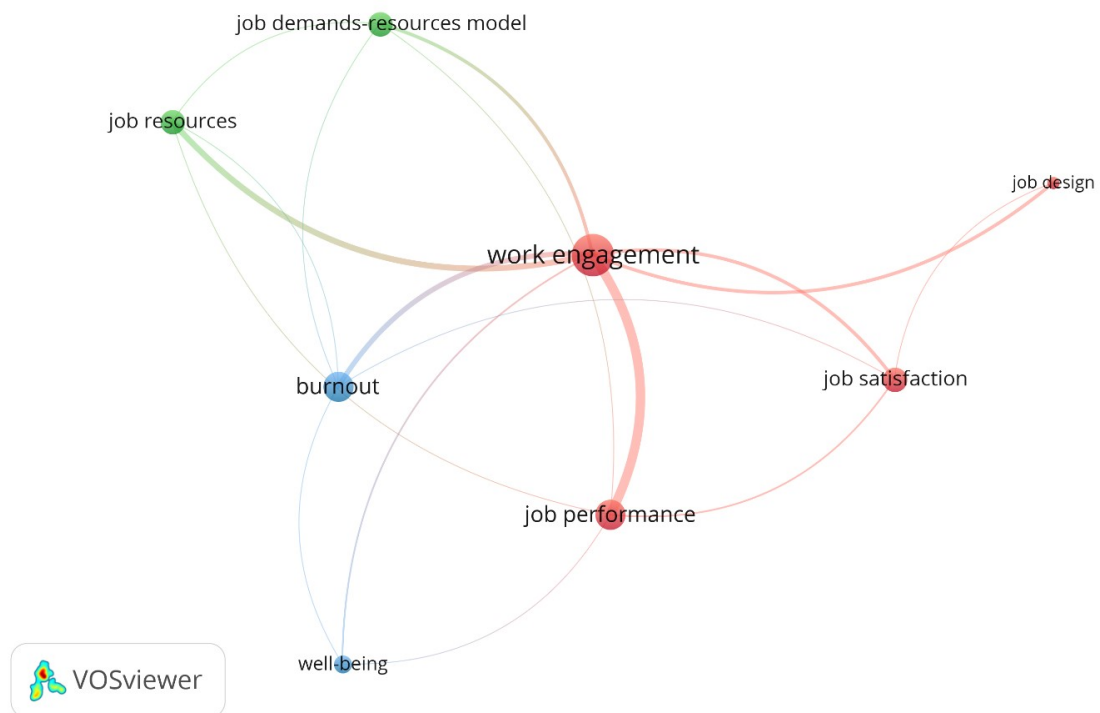 job demands-resources model
job resources
job design
work engagement
burnout
job satisfaction
job performance
well-being
VOSviewer